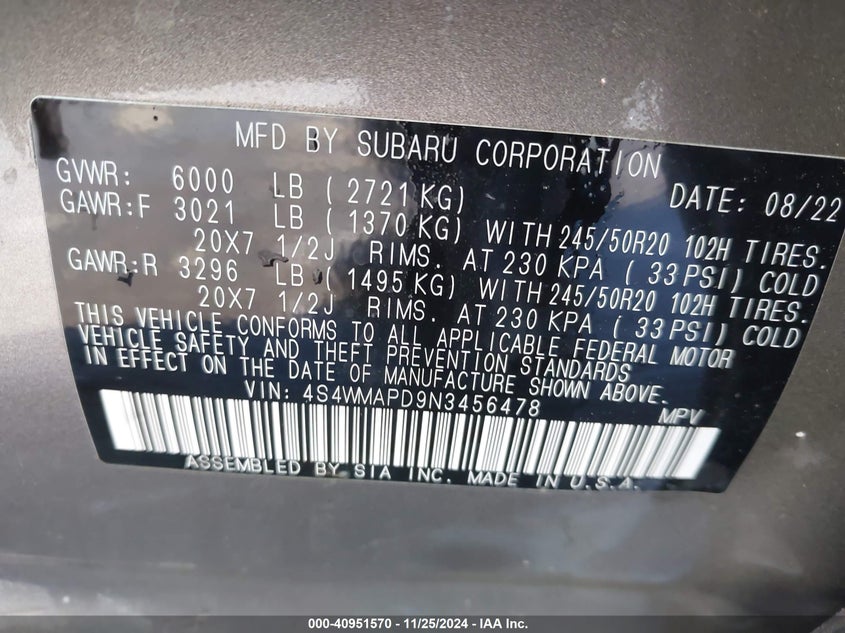 MFD BY SUBARU CORPORATION
GVWR: 6000 LB ( 2721 KG) DATE: 08/22
GAWR:F 3021 LB ( 1370 KG) WITH 245/50R20 102H TIRES.
20X7 1/2J RIMS. AT 230 KPA ( 33 PSI) COLD
GAWR:R 3296 LB ( 1495 KG) WITH 245/50R20 102H TIRES.
20X7 1/2J RIMS. AT 230 KPA ( 33 PSI) COLD
THIS VEHICLE CONFORMS TO ALL APPLICABLE FEDERAL MOTOR
VEHICLE SAFETY AND THEFT PREVENTION STANDARDS
IN EFFECT ON THE DATE OF MANUFACTURE SHOWN ABOVE.
VIN: 4S4WMAPD9N3456478 MPV
ASSEMBLED BY SIA INC. MADE IN U.S.A.
000-40951570 - 11/25/2024 - IAA Inc.